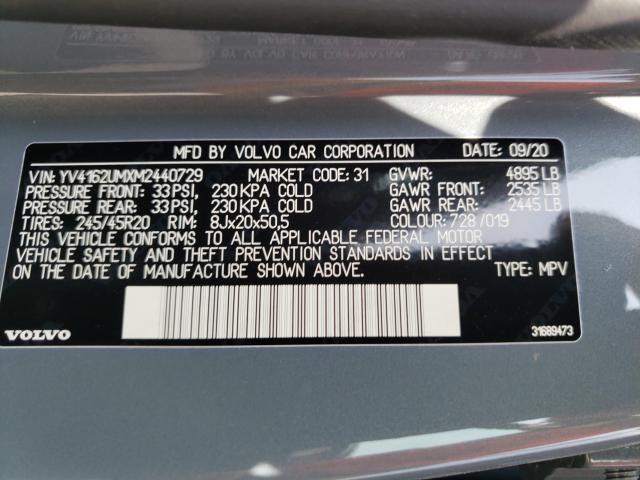 MFD BY VOLVO CAR CORPORATION DATE: 09/20
VIN: YV4162UMXM2440729 MARKET CODE: 31 GVWR: 4895 LB
PRESSURE FRONT: 33 PSI, 230 KPA COLD GAWR FRONT: 2535 LB
PRESSURE REAR: 33 PSI, 230 KPA COLD GAWR REAR: 2445 LB
TIRES: 245/45R20 RIM: 8Jx20x50,5 COLOUR: 728 /019
THIS VEHICLE CONFORMS TO ALL APPLICABLE FEDERAL MOTOR
VEHICLE SAFETY AND THEFT PREVENTION STANDARDS IN EFFECT
ON THE DATE OF MANUFACTURE SHOWN ABOVE. TYPE: MPV
VOLVO 31689473